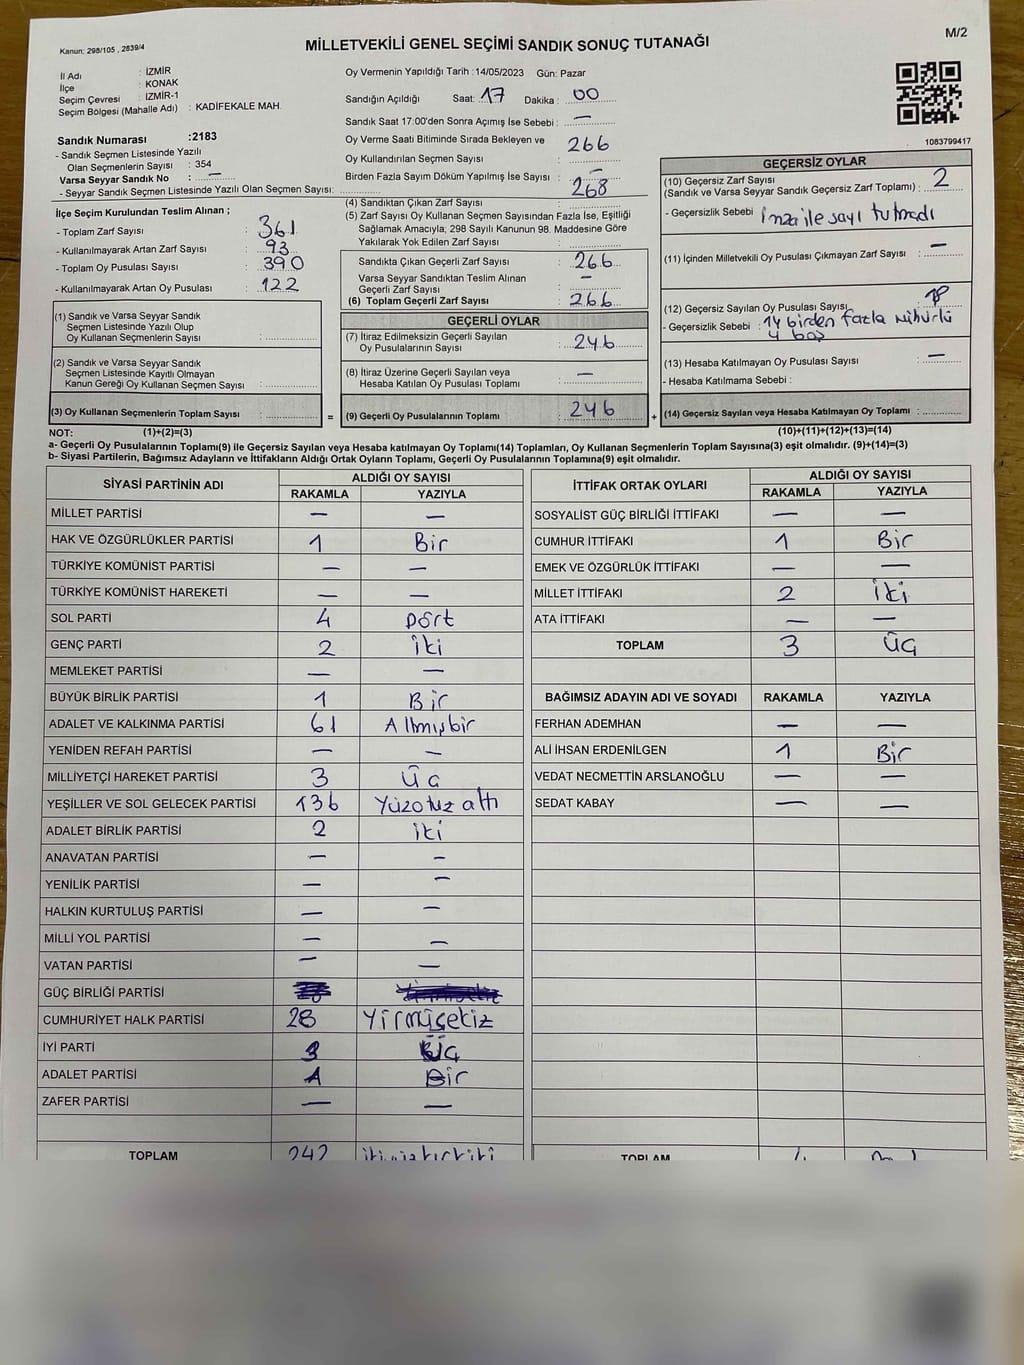 Kanun: 298/105 , 2839/4
MİLLETVEKİLİ GENEL SEÇİMİ SANDIK SONUÇ TUTANAĞI
M/2
İl Adı : İZMİR
İlçe : KONAK
Seçim Çevresi : İZMİR-1
Seçim Bölgesi (Mahalle Adı) : KADİFEKALE MAH.
Oy Vermenin Yapıldığı Tarih : 14/05/2023 Gün: Pazar
Sandığın Açıldığı Saat: 17 Dakika : 00
Sandık Saat 17:00'den Sonra Açımış İse Sebebi : —
Sandık Numarası :2183
- Sandık Seçmen Listesinde Yazılı
Olan Seçmenlerin Sayısı : 354
Varsa Seyyar Sandık No : —
- Seyyar Sandık Seçmen Listesinde Yazılı Olan Seçmen Sayısı:
Oy Verme Saati Bitiminde Sırada Bekleyen ve
Oy Kullandırılan Seçmen Sayısı : 266
Birden Fazla Sayım Döküm Yapılmış İse Sayısı : —
(4) Sandıktan Çıkan Zarf Sayısı : 268
(5) Zarf Sayısı Oy Kullanan Seçmen Sayısından Fazla İse, Eşitliği
Sağlamak Amacıyla; 298 Sayılı Kanunun 98. Maddesine Göre
Yakılarak Yok Edilen Zarf Sayısı :
1083799417
İlçe Seçim Kurulundan Teslim Alınan ;
- Toplam Zarf Sayısı : 361
- Kullanılmayarak Artan Zarf Sayısı : 93
- Toplam Oy Pusulası Sayısı : 390
- Kullanılmayarak Artan Oy Pusulası : 122
Sandıkta Çıkan Geçerli Zarf Sayısı : 266
Varsa Seyyar Sandıktan Teslim Alınan
Geçerli Zarf Sayısı : —
(6) Toplam Geçerli Zarf Sayısı : 266
GEÇERSİZ OYLAR
(10) Geçersiz Zarf Sayısı
(Sandık ve Varsa Seyyar Sandık Geçersiz Zarf Toplamı) : 2
- Geçersizlik Sebebi : imza ile sayı tutmadı
(11) İçinden Milletvekili Oy Pusulası Çıkmayan Zarf Sayısı : —
(12) Geçersiz Sayılan Oy Pusulası Sayısı : 18
- Geçersizlik Sebebi : 14 birden fazla mühürlü
4 boş
(13) Hesaba Katılmayan Oy Pusulası Sayısı : —
- Hesaba Katılmama Sebebi :
(14) Geçersiz Sayılan veya Hesaba Katılmayan Oy Toplamı :
(10)+(11)+(12)+(13)=(14)
(1) Sandık ve Varsa Seyyar Sandık
Seçmen Listesinde Yazılı Olup
Oy Kullanan Seçmenlerin Sayısı :
(2) Sandık ve Varsa Seyyar Sandık
Seçmen Listesinde Kayıtlı Olmayan
Kanun Gereği Oy Kullanan Seçmen Sayısı :
(3) Oy Kullanan Seçmenlerin Toplam Sayısı : =
GEÇERLİ OYLAR
(7) İtiraz Edilmeksizin Geçerli Sayılan
Oy Pusulalarının Sayısı : 246
(8) İtiraz Üzerine Geçerli Sayılan veya
Hesaba Katılan Oy Pusulası Toplamı : —
(9) Geçerli Oy Pusulalarının Toplamı : 246 +
NOT: (1)+(2)=(3)
a- Geçerli Oy Pusulalarının Toplamı(9) ile Geçersiz Sayılan veya Hesaba katılmayan Oy Toplamı(14) Toplamları, Oy Kullanan Seçmenlerin Toplam Sayısına(3) eşit olmalıdır. (9)+(14)=(3)
b- Siyasi Partilerin, Bağımsız Adayların ve İttifakların Aldığı Ortak Oyların Toplamı, Geçerli Oy Pusulalarının Toplamına(9) eşit olmalıdır.
SİYASİ PARTİNİN ADI ALDIĞI OY SAYISI
RAKAMLA YAZIYLA
MİLLET PARTİSİ — —
HAK VE ÖZGÜRLÜKLER PARTİSİ 1 Bir
TÜRKİYE KOMÜNİST PARTİSİ — —
TÜRKİYE KOMÜNİST HAREKETİ — —
SOL PARTİ 4 Dört
GENÇ PARTİ 2 iki
MEMLEKET PARTİSİ — —
BÜYÜK BİRLİK PARTİSİ 1 Bir
ADALET VE KALKINMA PARTİSİ 61 Altmışbir
YENİDEN REFAH PARTİSİ — —
MİLLİYETÇİ HAREKET PARTİSİ 3 Üç
YEŞİLLER VE SOL GELECEK PARTİSİ 136 Yüzotuz altı
ADALET BİRLİK PARTİSİ 2 iki
ANAVATAN PARTİSİ — —
YENİLİK PARTİSİ — —
HALKIN KURTULUŞ PARTİSİ — —
MİLLİ YOL PARTİSİ — —
VATAN PARTİSİ — —
GÜÇ BİRLİĞİ PARTİSİ
CUMHURİYET HALK PARTİSİ 28 Yirmisekiz
İYİ PARTİ 3 Üç
ADALET PARTİSİ 1 Bir
ZAFER PARTİSİ — —
TOPLAM 242
İTTİFAK ORTAK OYLARI ALDIĞI OY SAYISI
RAKAMLA YAZIYLA
SOSYALİST GÜÇ BİRLİĞİ İTTİFAKI — —
CUMHUR İTTİFAKI 1 Bir
EMEK VE ÖZGÜRLÜK İTTİFAKI — —
MİLLET İTTİFAKI 2 iki
ATA İTTİFAKI — —
TOPLAM 3 Üç
BAĞIMSIZ ADAYIN ADI VE SOYADI RAKAMLA YAZIYLA
FERHAN ADEMHAN — —
ALİ İHSAN ERDENİLGEN 1 Bir
VEDAT NECMETTİN ARSLANOĞLU — —
SEDAT KABAY — —
TOPLAM